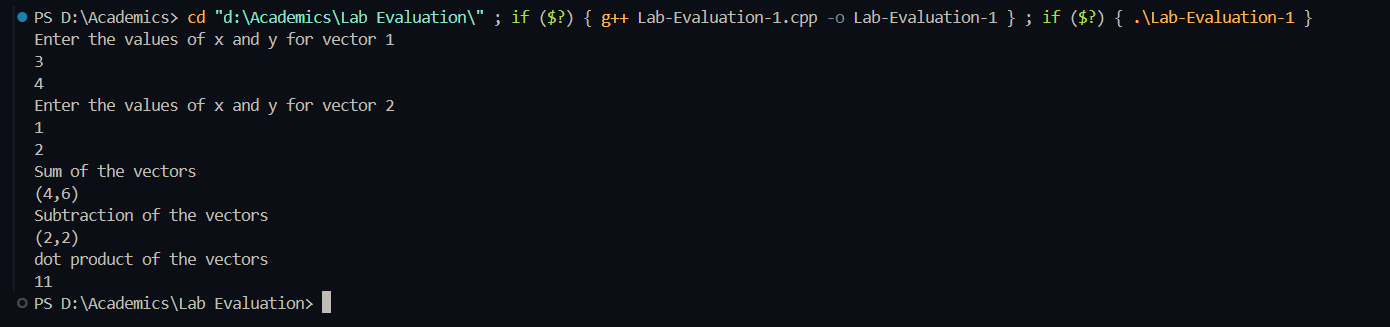 PS D:\Academics> cd "d:\Academics\Lab Evaluation\" ; if ($?) { g++ Lab-Evaluation-1.cpp -o Lab-Evaluation-1 } ; if ($?) { .\Lab-Evaluation-1 }
Enter the values of x and y for vector 1
3
4
Enter the values of x and y for vector 2
1
2
Sum of the vectors
(4,6)
Subtraction of the vectors
(2,2)
dot product of the vectors
11
PS D:\Academics\Lab Evaluation>